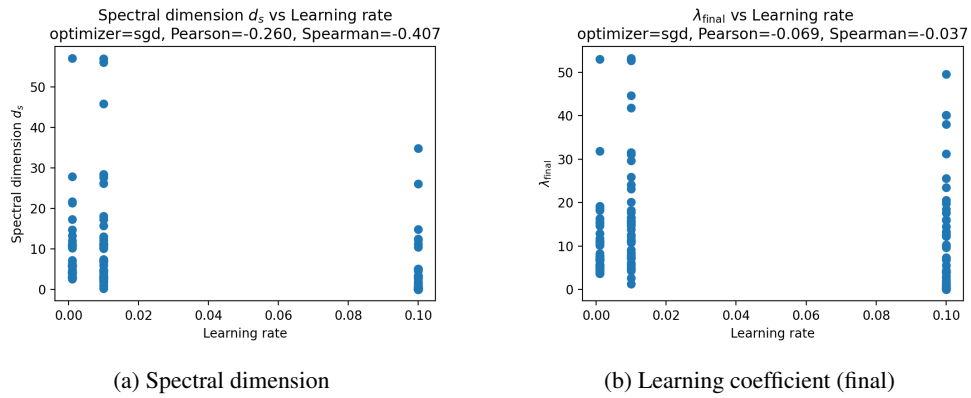 Spectral dimension d_s vs Learning rate
optimizer=sgd, Pearson=-0.260, Spearman=-0.407
Spectral dimension d_s
50
40
30
20
10
0
0.00 0.02 0.04 0.06 0.08 0.10
Learning rate
(a) Spectral dimension
λ_final vs Learning rate
optimizer=sgd, Pearson=-0.069, Spearman=-0.037
λ_final
50
40
30
20
10
0
0.00 0.02 0.04 0.06 0.08 0.10
Learning rate
(b) Learning coefficient (final)